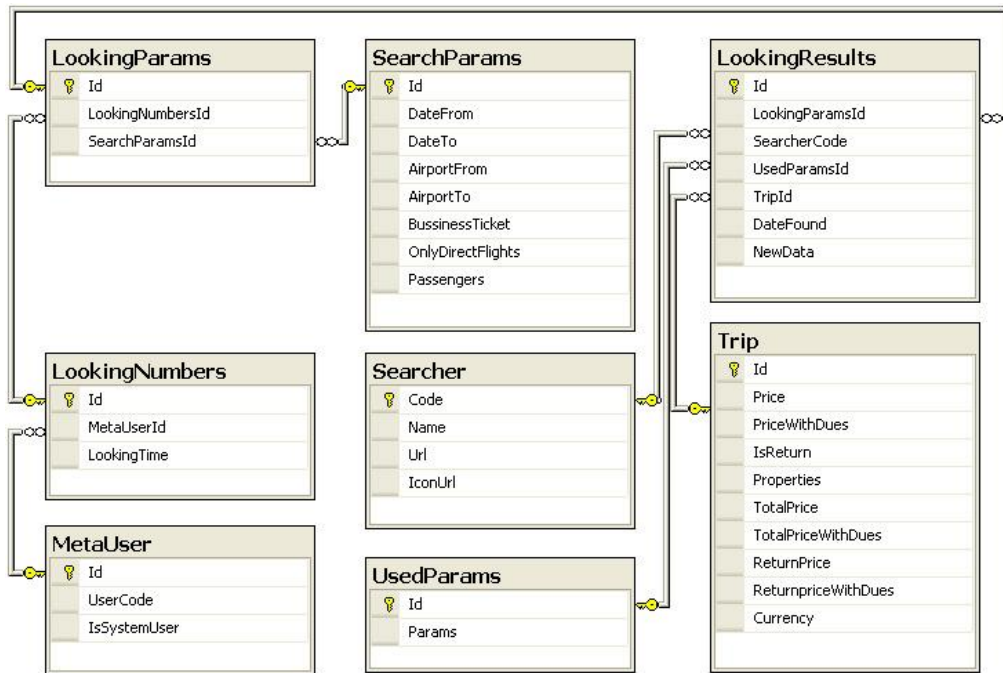 LookingParams
Id
LookingNumbersId
SearchParamsId
SearchParams
Id
DateFrom
DateTo
AirportFrom
AirportTo
BussinessTicket
OnlyDirectFlights
Passengers
LookingResults
Id
LookingParamsId
SearcherCode
UsedParamsId
TripId
DateFound
NewData
LookingNumbers
Id
MetaUserId
LookingTime
Searcher
Code
Name
Url
IconUrl
Trip
Id
Price
PriceWithDues
IsReturn
Properties
TotalPrice
TotalPriceWithDues
ReturnPrice
ReturnpriceWithDues
Currency
MetaUser
Id
UserCode
IsSystemUser
UsedParams
Id
Params